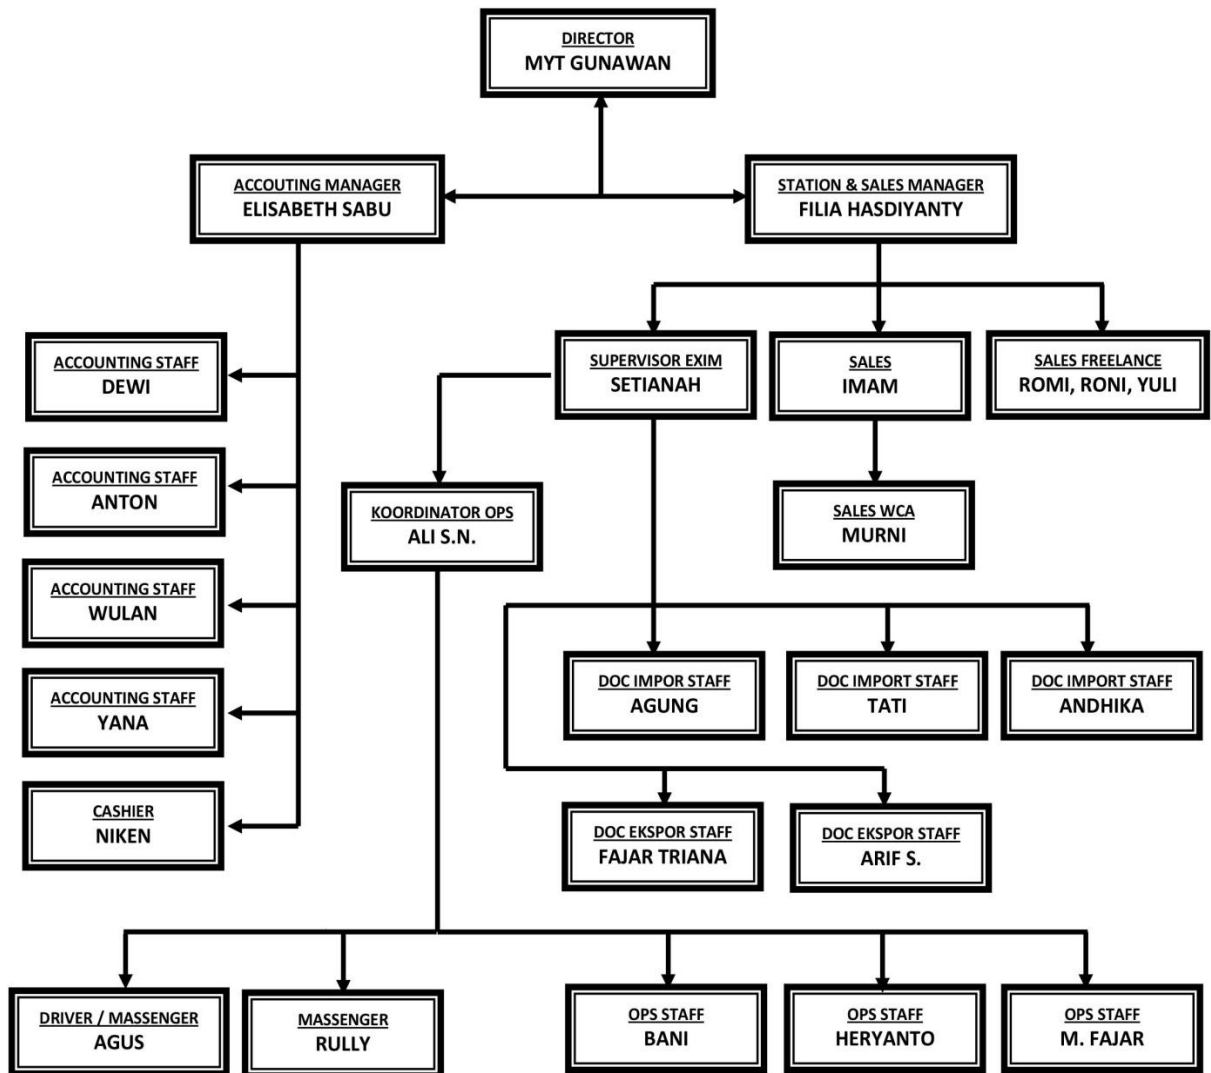 DIRECTOR
MYT GUNAWAN
ACCOUTING MANAGER
ELISABETH SABU
STATION & SALES MANAGER
FILIA HASDIYANTY
ACCOUNTING STAFF
DEWI
SUPERVISOR EXIM
SETIANAH
SALES
IMAM
SALES FREELANCE
ROMI, RONI, YULI
ACCOUNTING STAFF
ANTON
KOORDINATOR OPS
ALI S.N.
SALES WCA
MURNI
ACCOUNTING STAFF
WULAN
ACCOUNTING STAFF
YANA
DOC IMPOR STAFF
AGUNG
DOC IMPORT STAFF
TATI
DOC IMPORT STAFF
ANDHIKA
CASHIER
NIKEN
DOC EKSPOR STAFF
FAJAR TRIANA
DOC EKSPOR STAFF
ARIF S.
DRIVER / MASSENGER
AGUS
MASSENGER
RULLY
OPS STAFF
BANI
OPS STAFF
HERYANTO
OPS STAFF
M. FAJAR